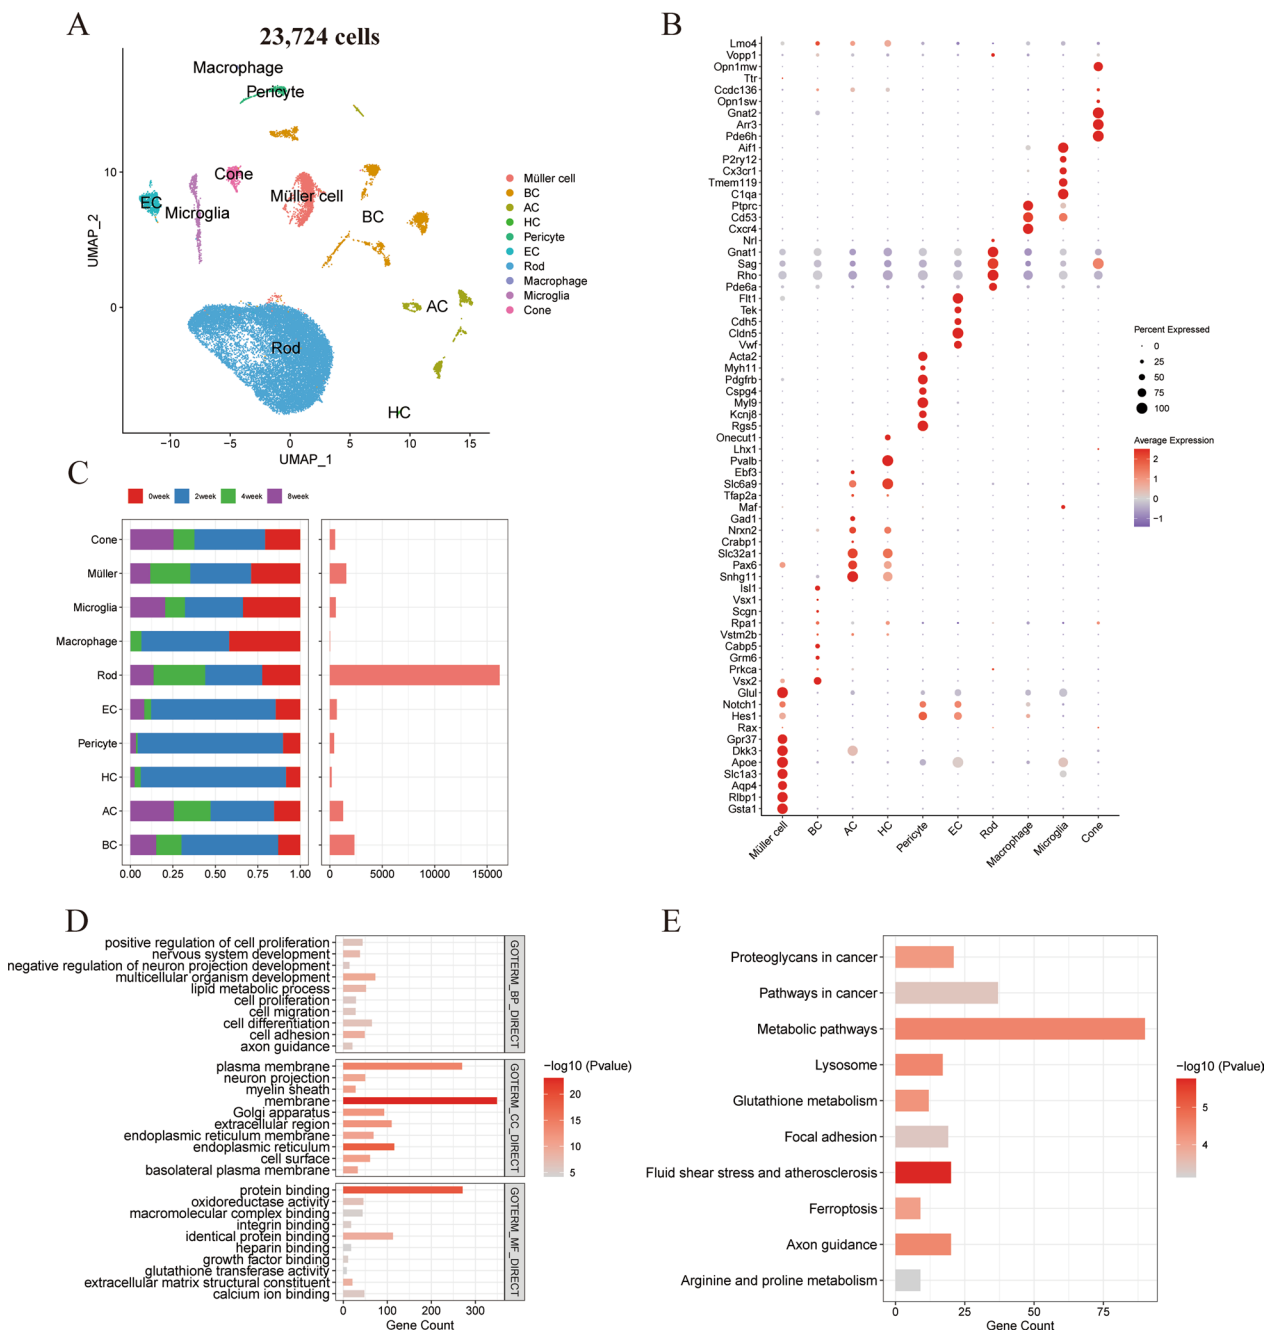 A
23,724 cells
Macrophage
Pericyte
Cone
EC
Microglia
Müller cell
BC
AC
Rod
HC
10
0
UMAP_2
−10
−5
0
5
10
15
UMAP_1
Müller cell
BC
AC
HC
Pericyte
EC
Rod
Macrophage
Microglia
Cone
B
Lmo4
Vopp1
Opn1mw
Ttr
Ccdc136
Opn1sw
Gnat2
Arr3
Pde6h
Aif1
P2ry12
Cx3cr1
Tmem119
C1qa
Ptprc
Cd53
Cxcr4
Nrl
Gnat1
Sag
Rho
Pde6a
Flt1
Tek
Cdh5
Cldn5
Vwf
Acta2
Myh11
Pdgfrb
Cspg4
Myl9
Kcnj8
Rgs5
Onecut1
Lhx1
Pvalb
Ebf3
Slc6a9
Tfap2a
Maf
Gad1
Nrxn2
Crabp1
Slc32a1
Pax6
Snhg11
Isl1
Vsx1
Scgn
Rpa1
Vstm2b
Cabp5
Grm6
Prkca
Vsx2
Glul
Notch1
Hes1
Rax
Gpr37
Dkk3
Apoe
Slc1a3
Aqp4
Rlbp1
Gsta1
Müller cell
BC
AC
HC
Pericyte
EC
Rod
Macrophage
Microglia
Cone
Percent Expressed
0
25
50
75
100
Average Expression
2
1
0
−1
C
0week 2week 4week 8week
Cone
Müller
Microglia
Macrophage
Rod
EC
Pericyte
HC
AC
BC
0.00 0.25 0.50 0.75 1.00
0 5000 10000 15000
D
positive regulation of cell proliferation
nervous system development
negative regulation of neuron projection development
multicellular organism development
lipid metabolic process
cell proliferation
cell migration
cell differentiation
cell adhesion
axon guidance
GOTERM_BP_DIRECT
plasma membrane
neuron projection
myelin sheath
membrane
Golgi apparatus
extracellular region
endoplasmic reticulum membrane
endoplasmic reticulum
cell surface
basolateral plasma membrane
GOTERM_CC_DIRECT
protein binding
oxidoreductase activity
macromolecular complex binding
integrin binding
identical protein binding
heparin binding
growth factor binding
glutathione transferase activity
extracellular matrix structural constituent
calcium ion binding
GOTERM_MF_DIRECT
0 100 200 300
Gene Count
−log10 (Pvalue)
20
15
10
5
E
Proteoglycans in cancer
Pathways in cancer
Metabolic pathways
Lysosome
Glutathione metabolism
Focal adhesion
Fluid shear stress and atherosclerosis
Ferroptosis
Axon guidance
Arginine and proline metabolism
0 25 50 75
Gene Count
−log10 (Pvalue)
5
4